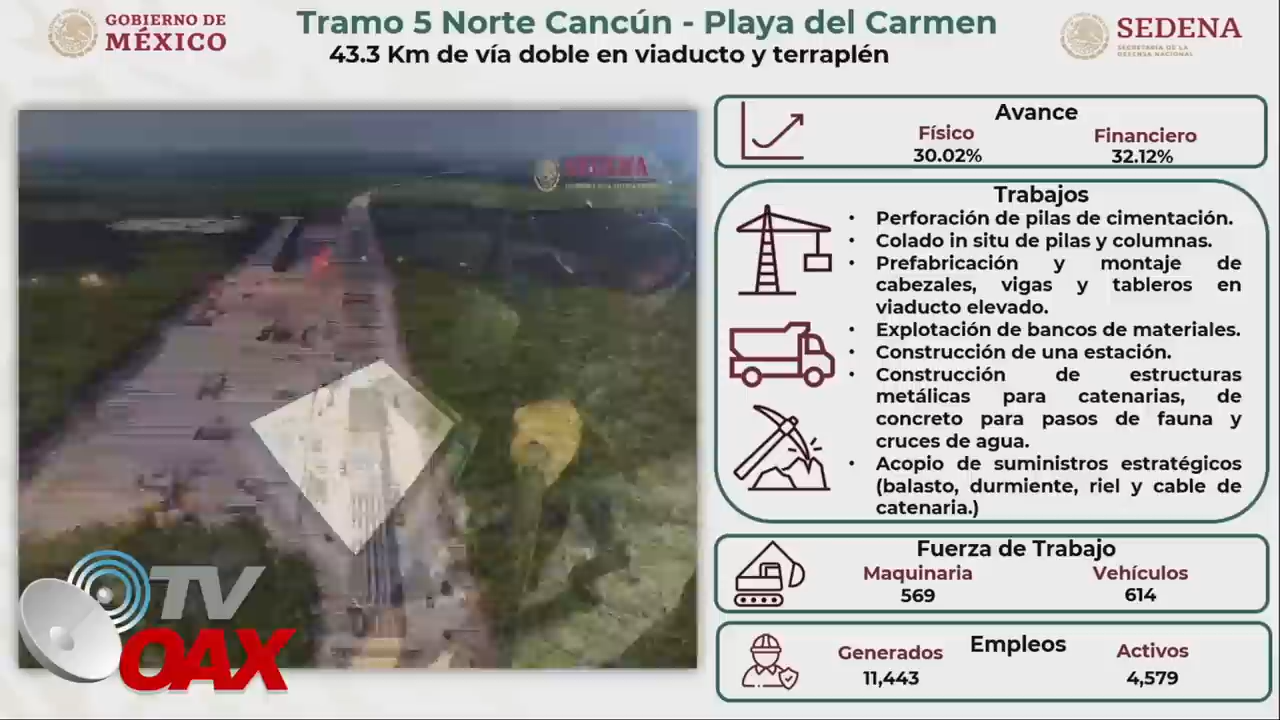 GOBIERNO DE
MÉXICO
Tramo 5 Norte Cancún - Playa del Carmen
43.3 Km de vía doble en viaducto y terraplén
SEDENA
SECRETARÍA DE LA
DEFENSA NACIONAL
SEDENA
Avance
Físico
30.02%
Financiero
32.12%
Trabajos
• Perforación de pilas de cimentación.
• Colado in situ de pilas y columnas.
• Prefabricación y montaje de
cabezales, vigas y tableros en
viaducto elevado.
• Explotación de bancos de materiales.
• Construcción de una estación.
• Construcción de estructuras
metálicas para catenarias, de
concreto para pasos de fauna y
cruces de agua.
• Acopio de suministros estratégicos
(balasto, durmiente, riel y cable de
catenaria.)
Fuerza de Trabajo
Maquinaria
569
Vehículos
614
Empleos
Generados
11,443
Activos
4,579
TV
OAX